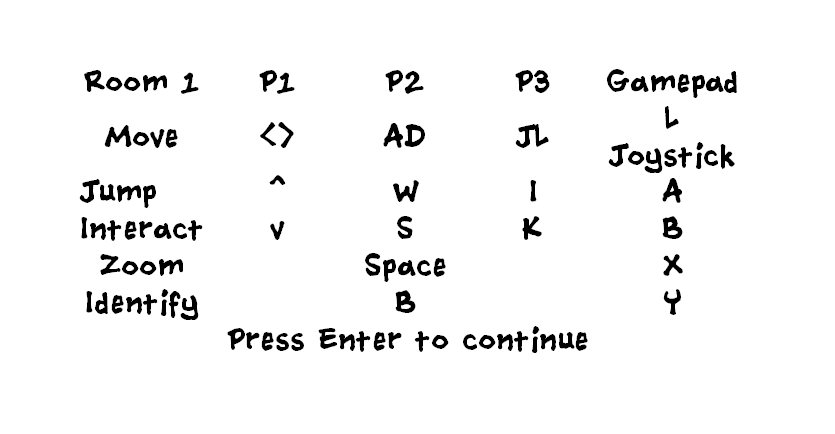 Room 1 P1 P2 P3 Gamepad
Move <> AD JL L Joystick
Jump ^ W I A
Interact v S K B
Zoom Space X
Identify B Y
Press Enter to continue